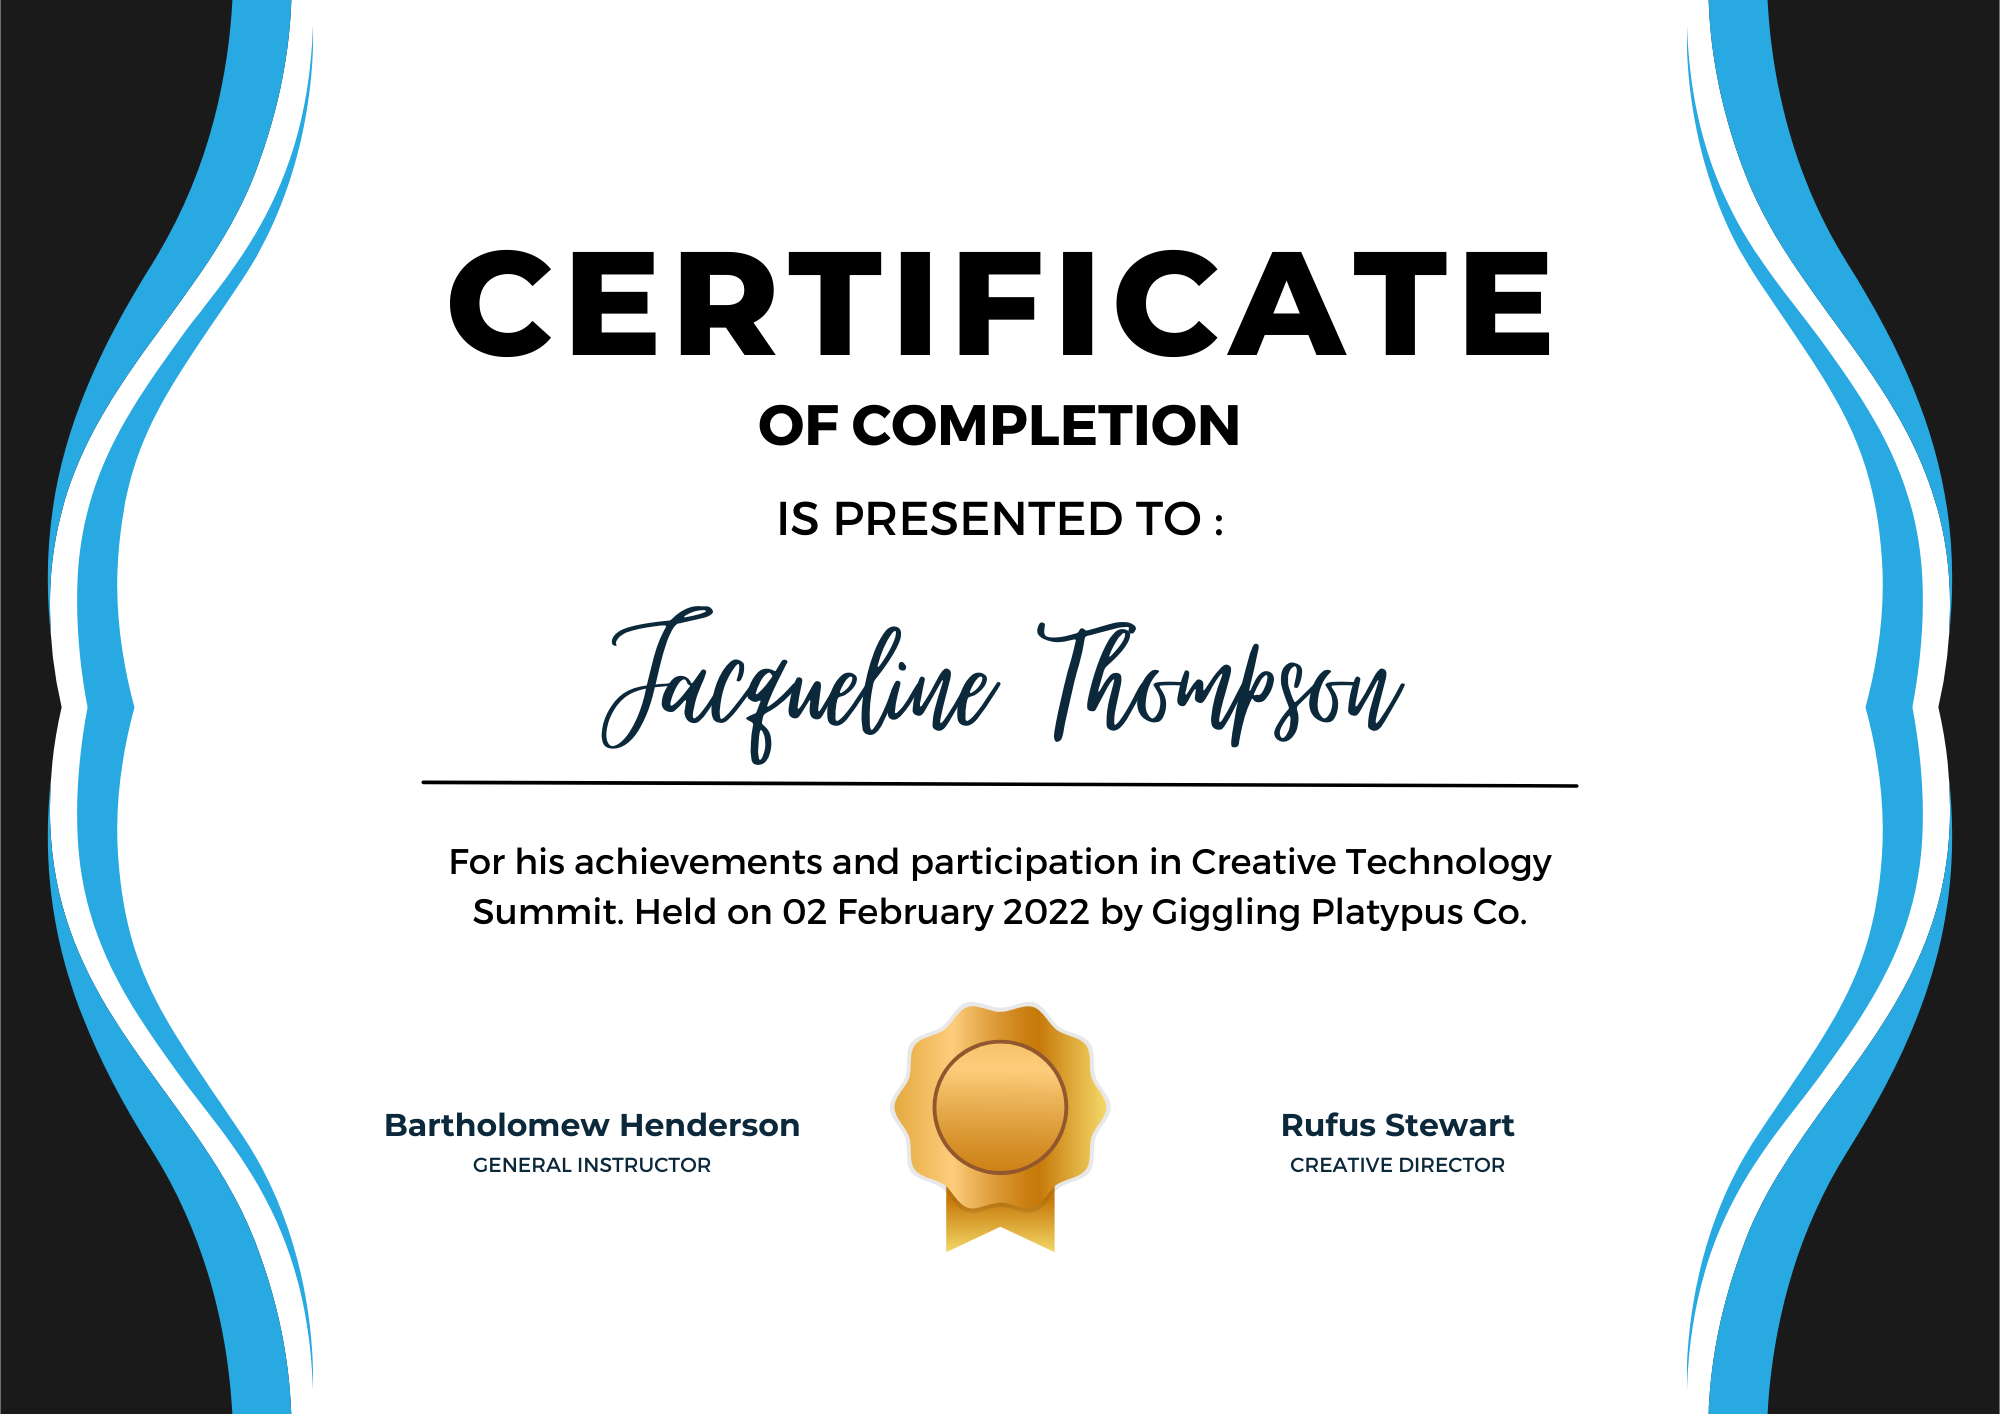 CERTIFICATE
OF COMPLETION
IS PRESENTED TO :
Jacqueline Thompson
For his achievements and participation in Creative Technology
Summit. Held on 02 February 2022 by Giggling Platypus Co.
Bartholomew Henderson
GENERAL INSTRUCTOR
Rufus Stewart
CREATIVE DIRECTOR